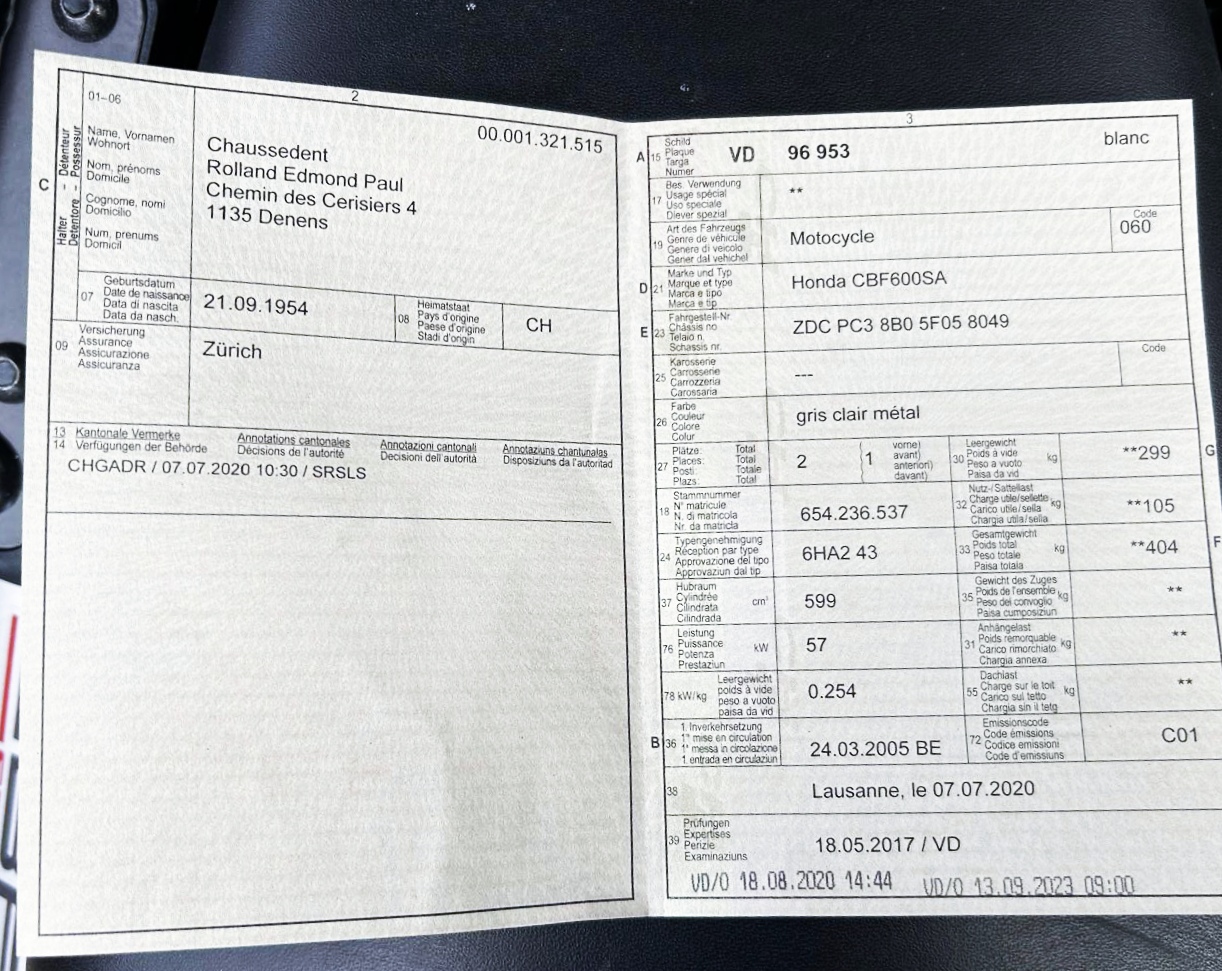 2
01-06
00.001.321.515
C
Halter - Détenteur
Detentore - Possessur
Name, Vornamen
Wohnort
Nom, prénoms
Domicile
Cognome, nomi
Domicilio
Num, prenums
Domicil
Chaussedent
Rolland Edmond Paul
Chemin des Cerisiers 4
1135 Denens
07
Geburtsdatum
Date de naissance
Data di nascita
Data da nasch.
21.09.1954
08
Heimatstaat
Pays d'origine
Paese d'origine
Stadi d'origin
CH
09
Versicherung
Assurance
Assicurazione
Assicuranza
Zürich
13 Kantonale Vermerke Annotations cantonales Annotazioni cantonali Annotaziuns chantunalas
14 Verfügungen der Behörde Décisions de l'autorité Decisioni dell'autorità Disposiziuns da l'autoritad
CHGADR / 07.07.2020 10:30 / SRSLS
3
A
15
Schild
Plaque
Targa
Numer
VD 96 953 blanc
17
Bes. Verwendung
Usage spécial
Uso speciale
Diever spezial
**
19
Art des Fahrzeugs
Genre de véhicule
Genere di veicolo
Gener dal vehichel
Motocycle
Code
060
D
21
Marke und Typ
Marque et type
Marca e tipo
Marca e tip
Honda CBF600SA
E
23
Fahrgestell-Nr.
Châssis no
Telaio n.
Schassis nr.
ZDC PC3 8B0 5F05 8049
25
Karosserie
Carrosserie
Carrozzeria
Carossaria
---
Code
26
Farbe
Couleur
Colore
Colur
gris clair métal
27
Plätze: Total
Places: Total
Posti: Totale
Plazs: Total
2
(1
vorne)
avant)
anteriori)
davant)
30
Leergewicht
Poids à vide
Peso a vuoto
Paisa da vid
kg
**299
G
18
Stammnummer
N° matricule
N. di matricola
Nr. da matricla
654.236.537
32
Nutz-/Sattellast
Charge utile/sellette
Carico utile/sella
Chargia utila/sella
kg
**105
24
Typengenehmigung
Réception par type
Approvazione del tipo
Approvaziun dal tip
6HA2 43
33
Gesamtgewicht
Poids total
Peso totale
Paisa totala
kg
**404
F
37
Hubraum
Cylindrée
Cilindrata
Cilindrada
cm³
599
35
Gewicht des Zuges
Poids de l'ensemble
Peso del convoglio
Paisa cumposiziun
kg
**
76
Leistung
Puissance
Potenza
Prestaziun
kW
57
31
Anhängelast
Poids remorquable
Carico rimorchiato
Chargia annexa
kg
**
78 kW/kg
Leergewicht
poids à vide
peso a vuoto
paisa da vid
0.254
55
Dachlast
Charge sur le toit
Carico sul tetto
Chargia sin il tetg
kg
**
B
36
1. Inverkehrsetzung
1re mise en circulation
1a messa in circolazione
1. entrada en circulaziun
24.03.2005 BE
72
Emissionscode
Code émissions
Codice emissioni
Code d'emissiuns
C01
38
Lausanne, le 07.07.2020
39
Prüfungen
Expertises
Perizie
Examinaziuns
18.05.2017 / VD
VD/O 18.08.2020 14:44 VD/O 13.09.2023 09:00